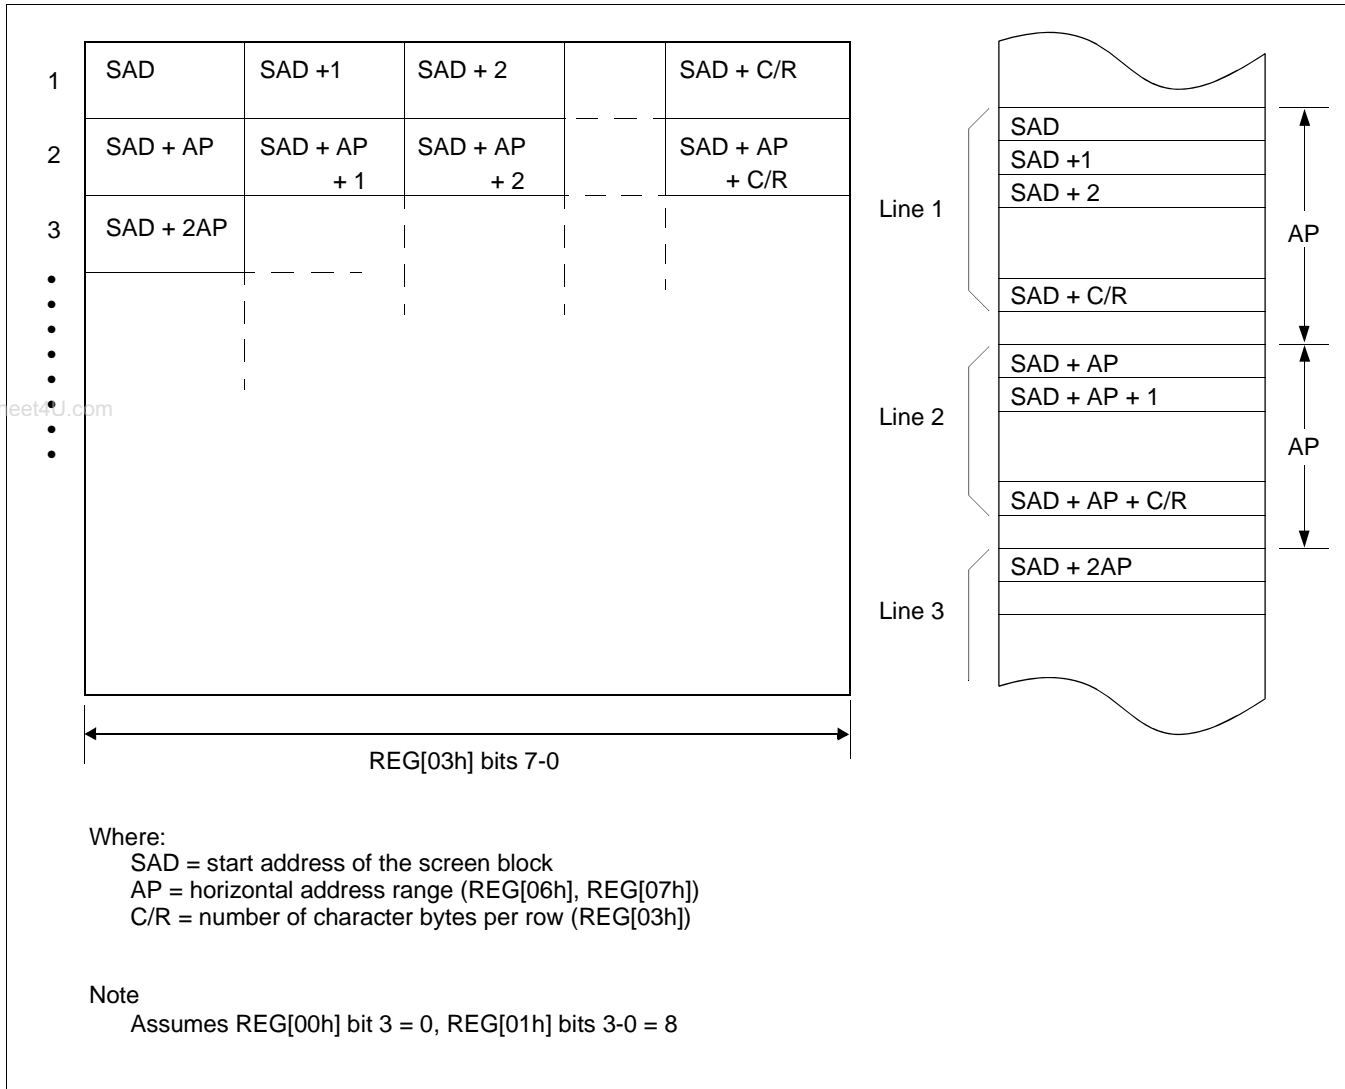 1 SAD SAD +1 SAD + 2 SAD + C/R
2 SAD + AP SAD + AP SAD + AP SAD + AP
+ 1 + 2 + C/R
3 SAD + 2AP
REG[03h] bits 7-0
Line 1
SAD
SAD +1
SAD + 2
SAD + C/R
AP
Line 2
SAD + AP
SAD + AP + 1
SAD + AP + C/R
AP
Line 3
SAD + 2AP
eet4U.com
Where:
SAD = start address of the screen block
AP = horizontal address range (REG[06h], REG[07h])
C/R = number of character bytes per row (REG[03h])
Note
Assumes REG[00h] bit 3 = 0, REG[01h] bits 3-0 = 8